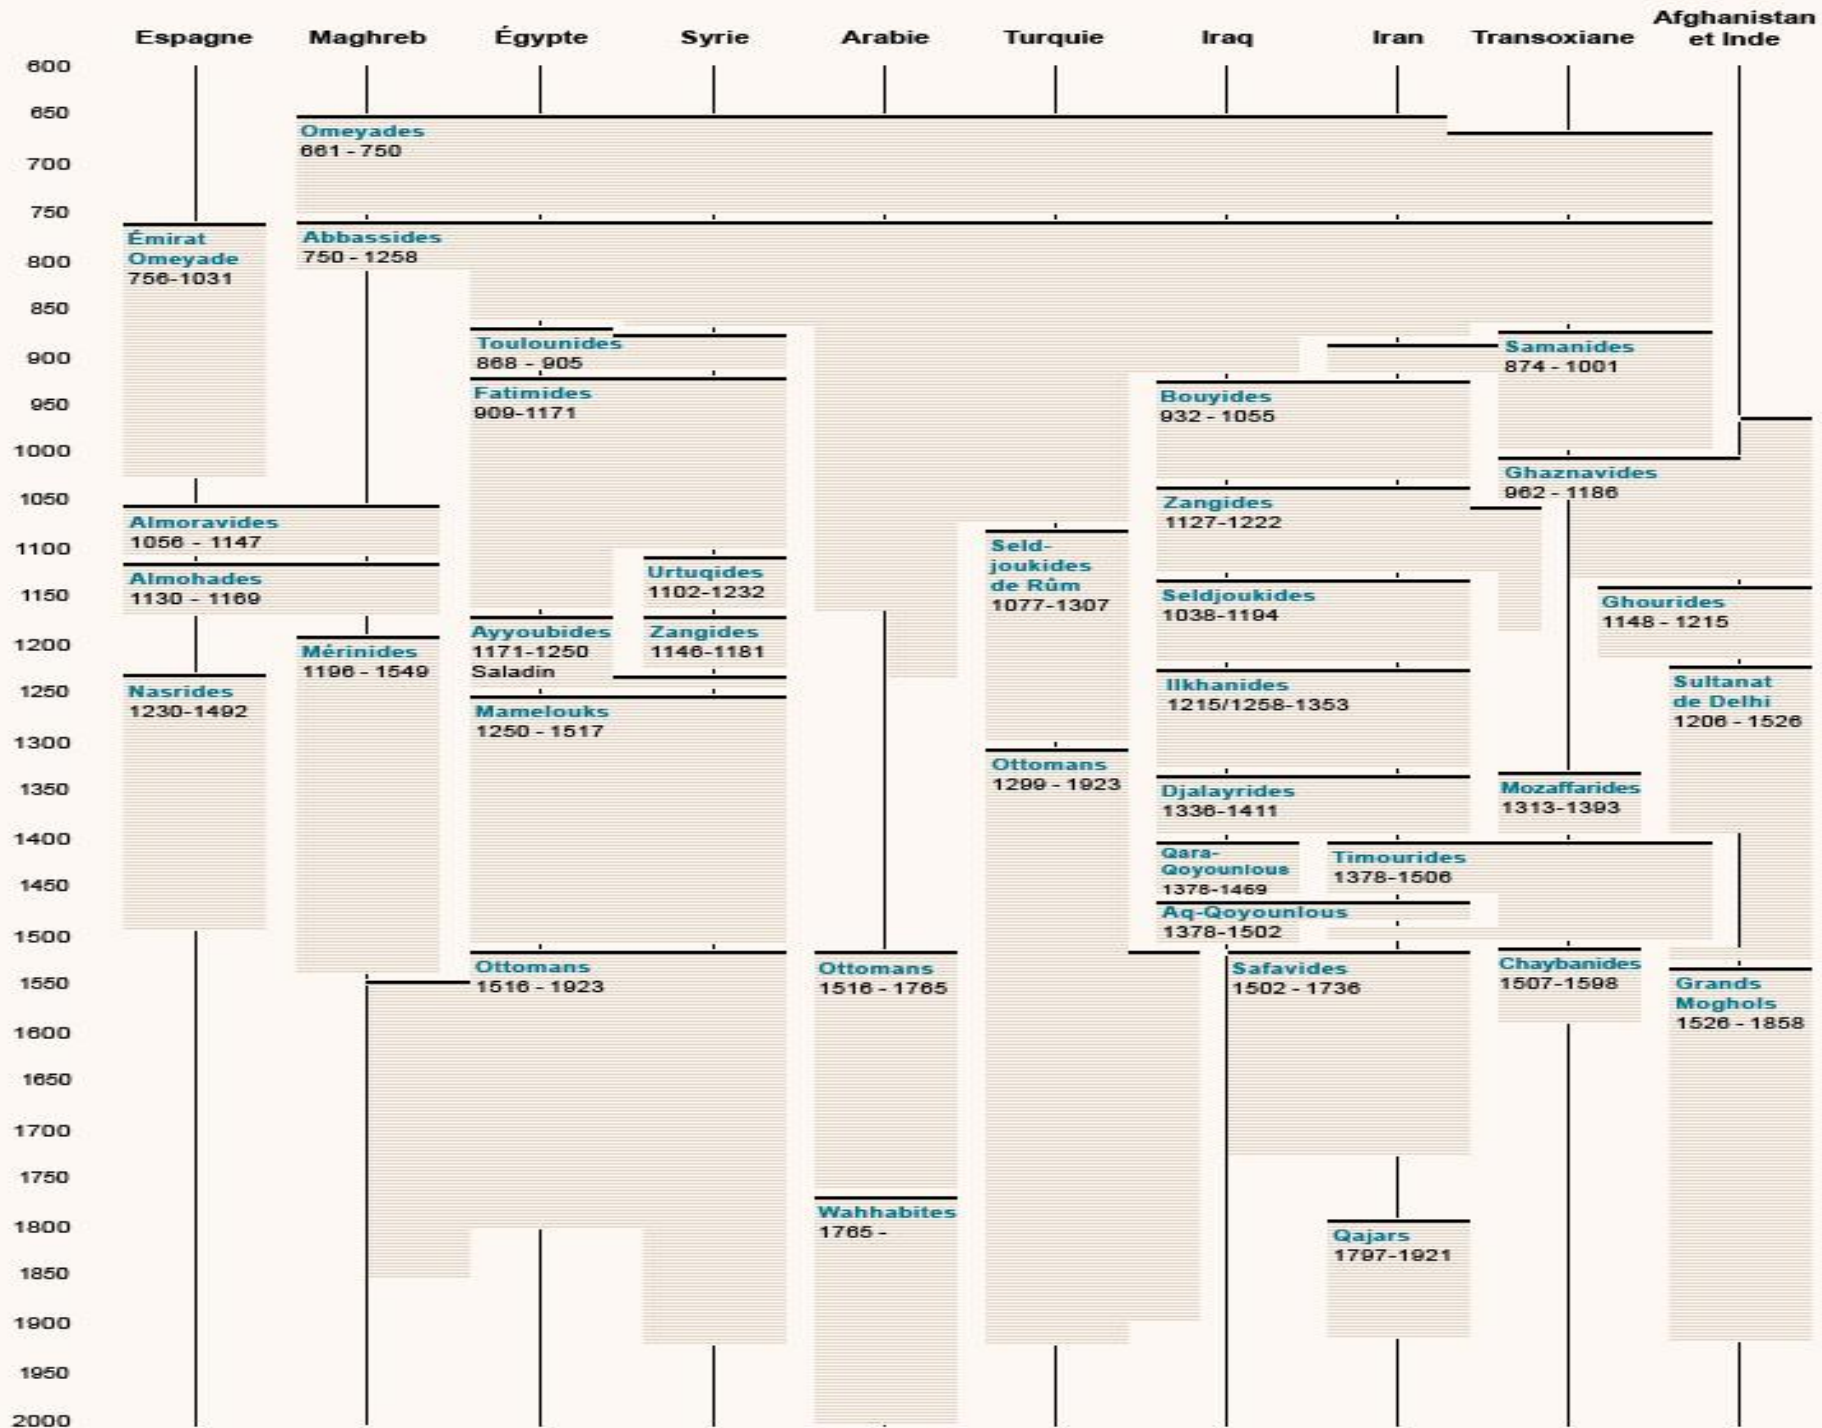 Espagne
Maghreb
Égypte
Syrie
Arabie
Turquie
Iraq
Iran
Transoxiane
Afghanistan
et Inde
600
650
700
750
800
850
900
950
1000
1050
1100
1150
1200
1250
1300
1350
1400
1450
1500
1550
1600
1650
1700
1750
1800
1850
1900
1950
2000
Omeyades
661 - 750
Émirat
Omeyade
756-1031
Abbassides
750 - 1258
Toulounides
868 - 905
Samanides
874 - 1001
Fatimides
909-1171
Bouyides
932 - 1055
Ghaznavides
962 - 1186
Almoravides
1056 - 1147
Zangides
1127-1222
Almohades
1130 - 1169
Urtuqides
1102-1232
Seld-
joukides
de Rûm
1077-1307
Seldjoukides
1038-1194
Ghourides
1148 - 1215
Mérinides
1196 - 1549
Ayyoubides
1171-1250
Saladin
Zangides
1146-1181
Nasrides
1230-1492
Mamelouks
1250 - 1517
Ilkhanides
1215/1258-1353
Sultanat
de Delhi
1206 - 1526
Ottomans
1299 - 1923
Djalayrides
1336-1411
Mozaffarides
1313-1393
Qara-
Qoyounlous
1378-1469
Timourides
1378-1506
Aq-Qoyounlous
1378-1502
Ottomans
1516 - 1923
Ottomans
1516 - 1765
Safavides
1502 - 1736
Chaybanides
1507-1598
Grands
Moghols
1526 - 1858
Wahhabites
1765 -
Qajars
1797-1921